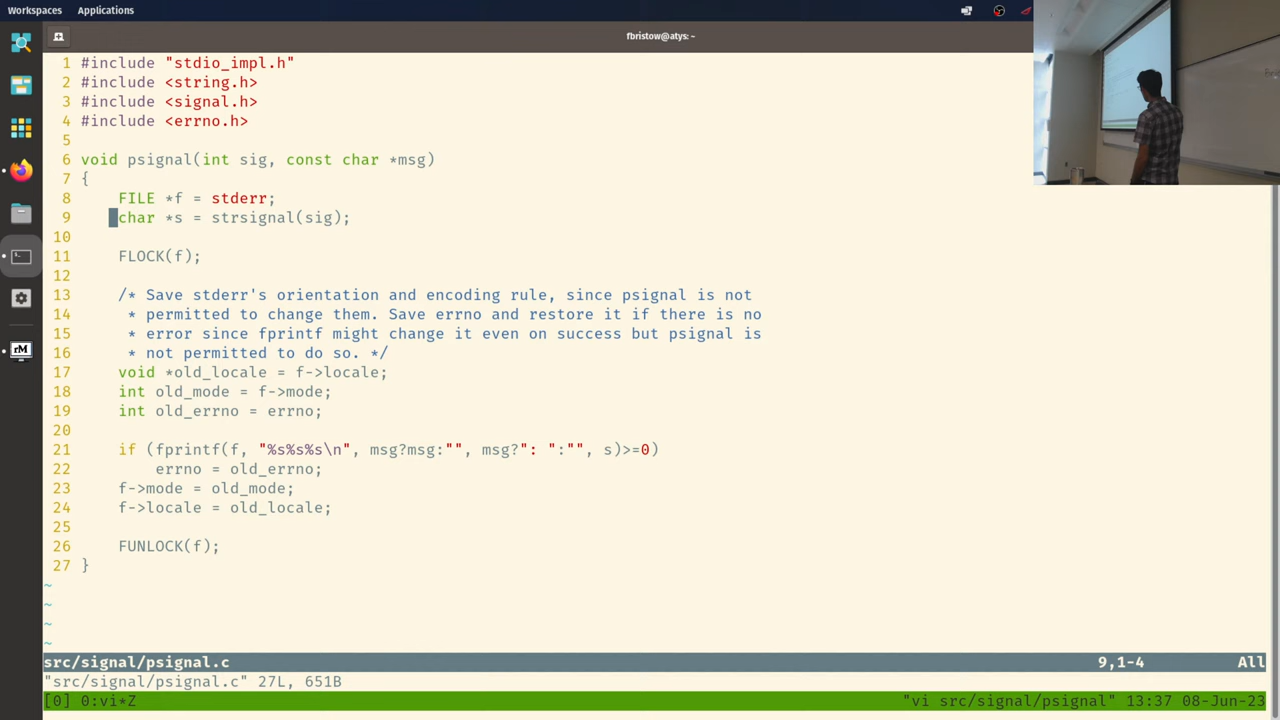 Workspaces Applications
fbristow@atys: ~
1 #include "stdio_impl.h"
2 #include <string.h>
3 #include <signal.h>
4 #include <errno.h>
5
6 void psignal(int sig, const char *msg)
7 {
8 FILE *f = stderr;
9 char *s = strsignal(sig);
10
11 FLOCK(f);
12
13 /* Save stderr's orientation and encoding rule, since psignal is not
14 * permitted to change them. Save errno and restore it if there is no
15 * error since fprintf might change it even on success but psignal is
16 * not permitted to do so. */
17 void *old_locale = f->locale;
18 int old_mode = f->mode;
19 int old_errno = errno;
20
21 if (fprintf(f, "%s%s%s\n", msg?msg:"", msg?": ":"", s)>=0)
22 errno = old_errno;
23 f->mode = old_mode;
24 f->locale = old_locale;
25
26 FUNLOCK(f);
27 }
~
~
~
~
src/signal/psignal.c 9,1-4 All
"src/signal/psignal.c" 27L, 651B
[0] 0:vi*Z "vi src/signal/psignal" 13:37 08-Jun-23
rM